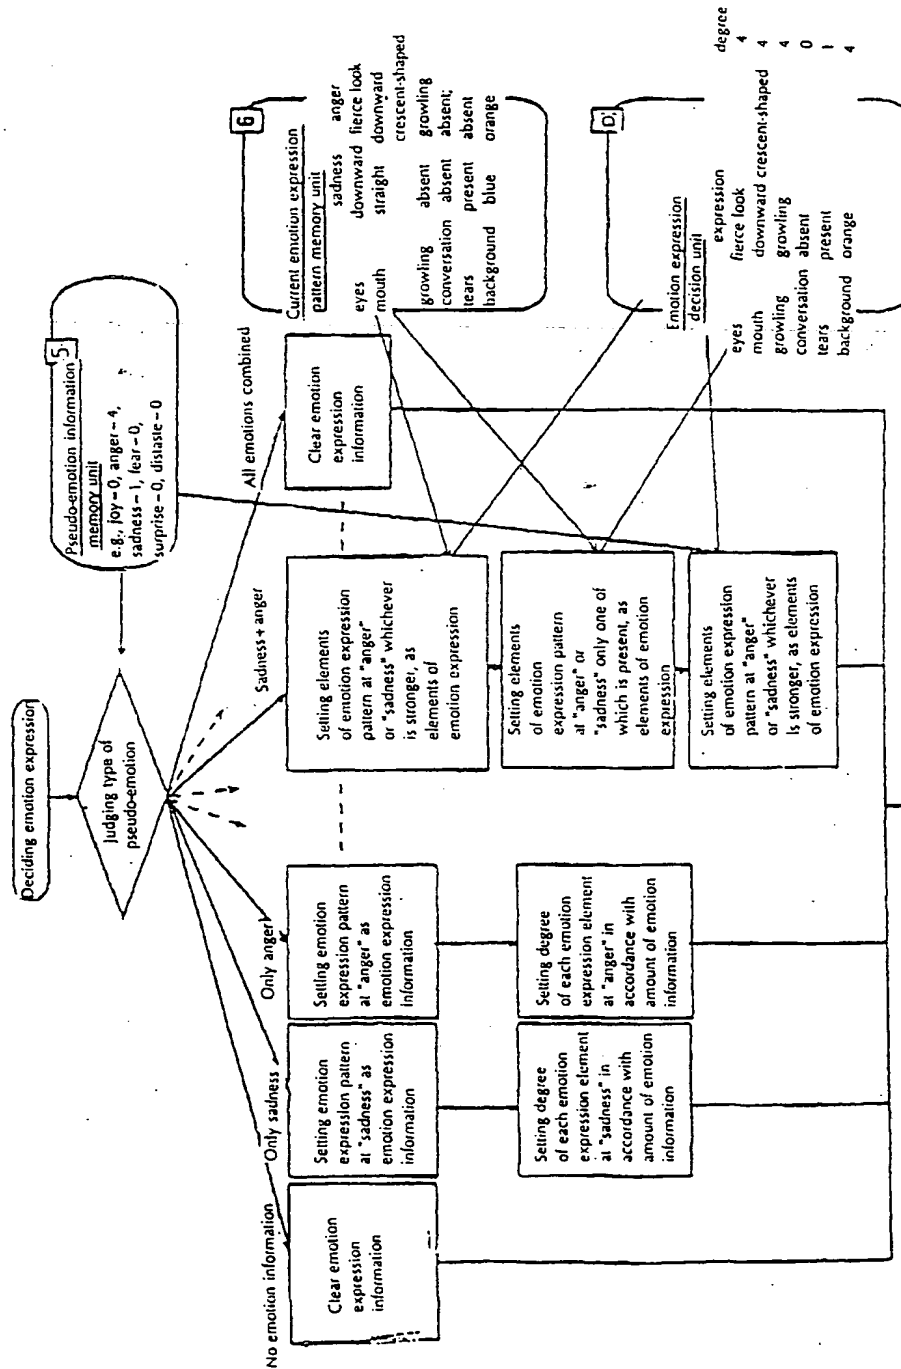 Deciding emotion expression
Judging type of
pseudo-emotion
5
Pseudo-emotion information
memory unit
e.g., joy-0, anger-4,
sadness-1, fear-0,
surprise-0, distaste-0
No emotion information
Only sadness
Only anger
Sadness+ anger
All emotions combined
Clear emotion
expression
information
Setting emotion
expression pattern
at "sadness" as
emotion expression
information
Setting emotion
expression pattern
at "anger" as
emotion expression
information
Setting elements
of emotion expression
pattern at "anger"
or "sadness" whichever
is stronger, as
elements of
emotion expression
Clear emotion
expression
information
6
Current emotion expression
pattern memory unit
sadness anger
eyes downward fierce look
mouth straight downward
crescent-shaped
growling absent growling
conversation absent absent;
tears present absent
background blue orange
Setting degree
of each emotion
expression element
at "sadness" in
accordance with
amount of emotion
information
Setting degree
of each emotion
expression element
at "anger" in
accordance with
amount of emotion
information
Setting elements
of emotion
expression pattern
at "anger" or
"sadness" only one of
which is present, as
elements of emotion
expression
Setting elements
of emotion expression
pattern at "anger"
or "sadness" whichever
is stronger, as elements
of emotion expression
D
Emotion expression
decision unit
expression degree
eyes fierce look 4
mouth downward crescent-shaped 4
growling growling 4
conversation absent 0
tears present 1
background orange 4